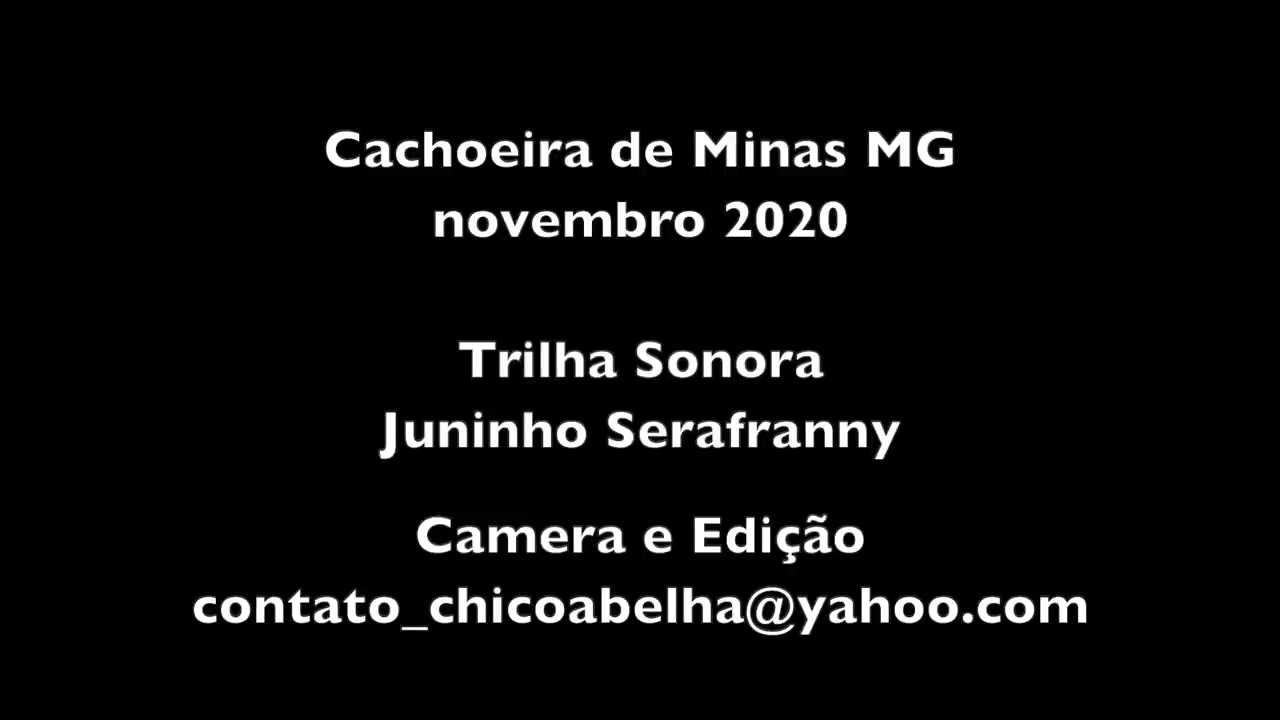 Cachoeira de Minas MG
novembro 2020
Trilha Sonora
Juninho Serafranny
Camera e Edição
contato_chicoabelha@yahoo.com